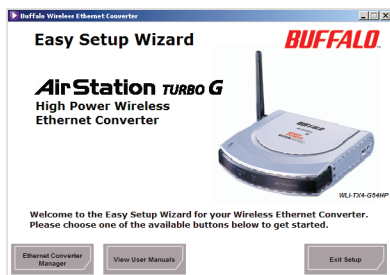 Buffalo Wireless Ethernet Converter
Easy Setup Wizard
BUFFALO
AirStation TURBO G
High Power Wireless
Ethernet Converter
BUFFALO
WLI-TX4-G54HP
Welcome to the Easy Setup Wizard for your Wireless Ethernet Converter.
Please choose one of the available buttons below to get started.
Ethernet Converter
Manager
View User Manuals
Exit Setup